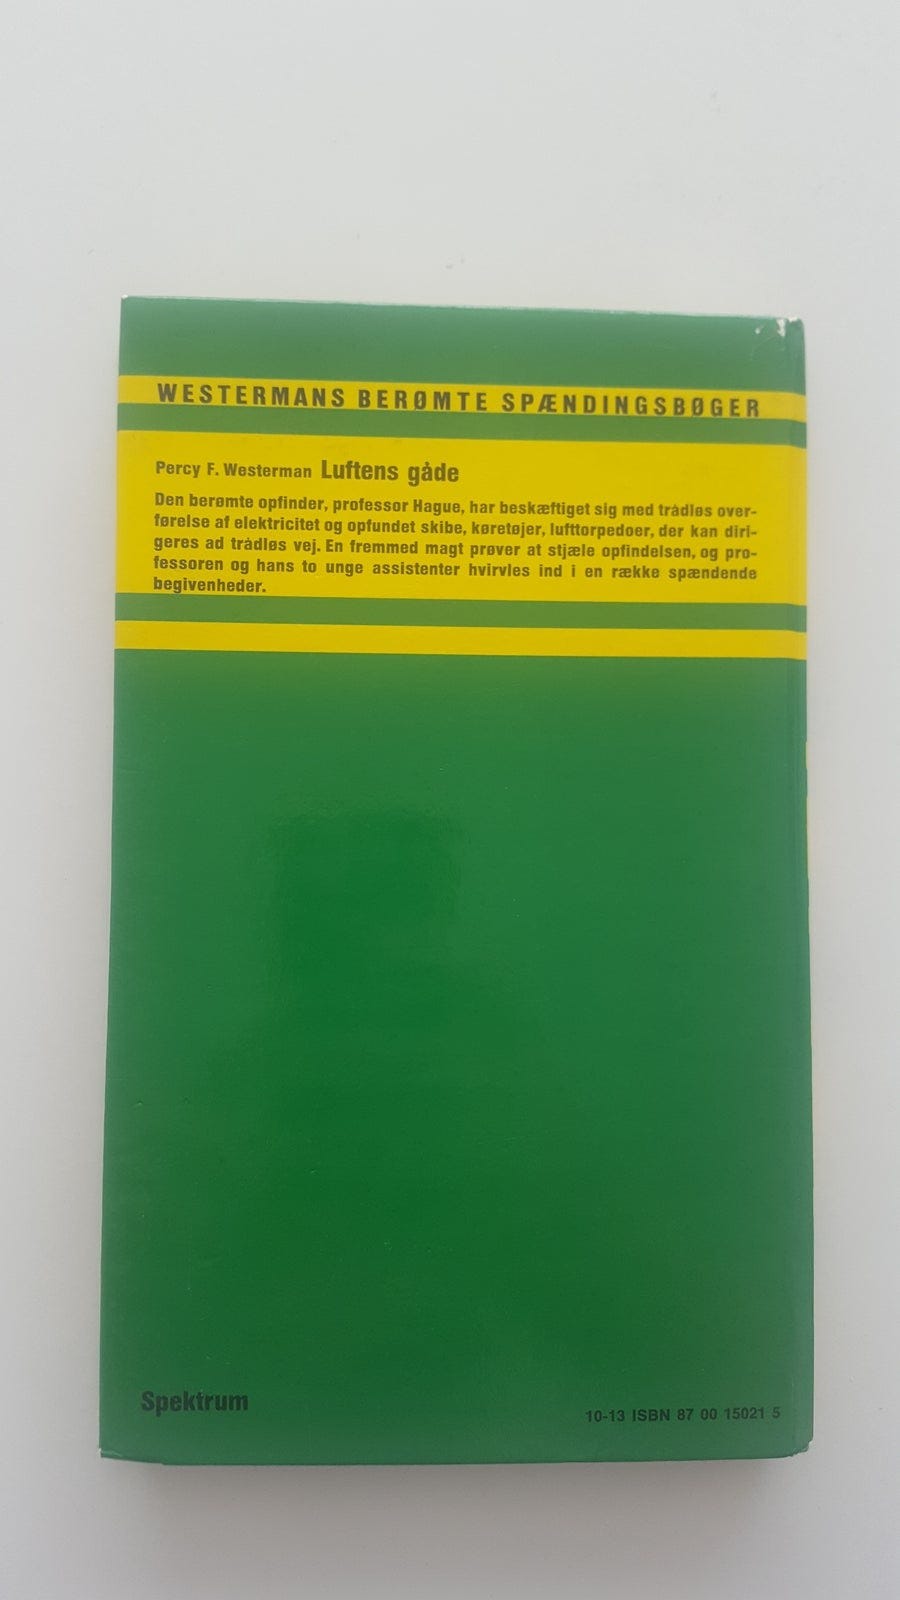 WESTERMANS BERØMTE SPÆNDINGSBØGER
Percy F. Westerman Luftens gåde
Den berømte opfinder, professor Hague, har beskæftiget sig med trådløs over-
førelse af elektricitet og opfundet skibe, køretøjer, lufttorpedoer, der kan diri-
geres ad trådløs vej. En fremmed magt prøver at stjæle opfindelsen, og pro-
fessoren og hans to unge assistenter hvirvles ind i en række spændende
begivenheder.
Spektrum
10-13 ISBN 87 00 15021 5